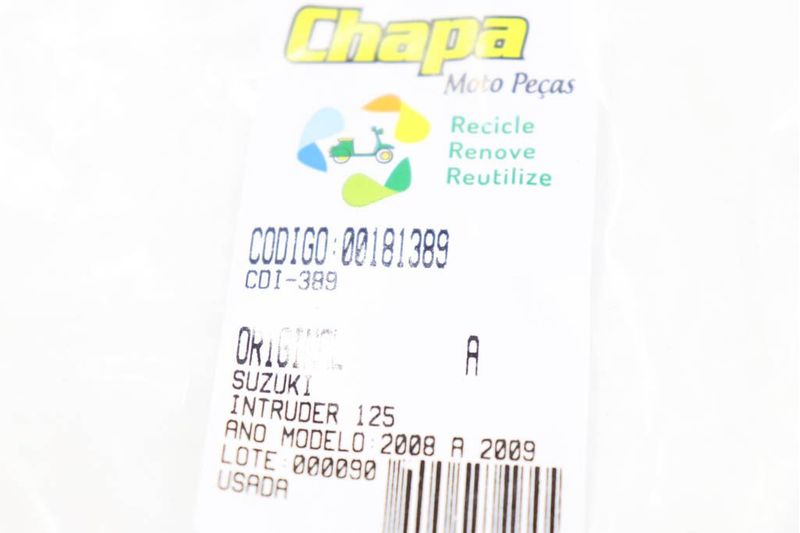 Chapa
Moto Peças
Recicle
Renove
Reutilize
CODIGO:00181389
CDI-389
ORIGINAL A
SUZUKI
INTRUDER 125
ANO MODELO:2008 A 2009
LOTE:000090
USADA